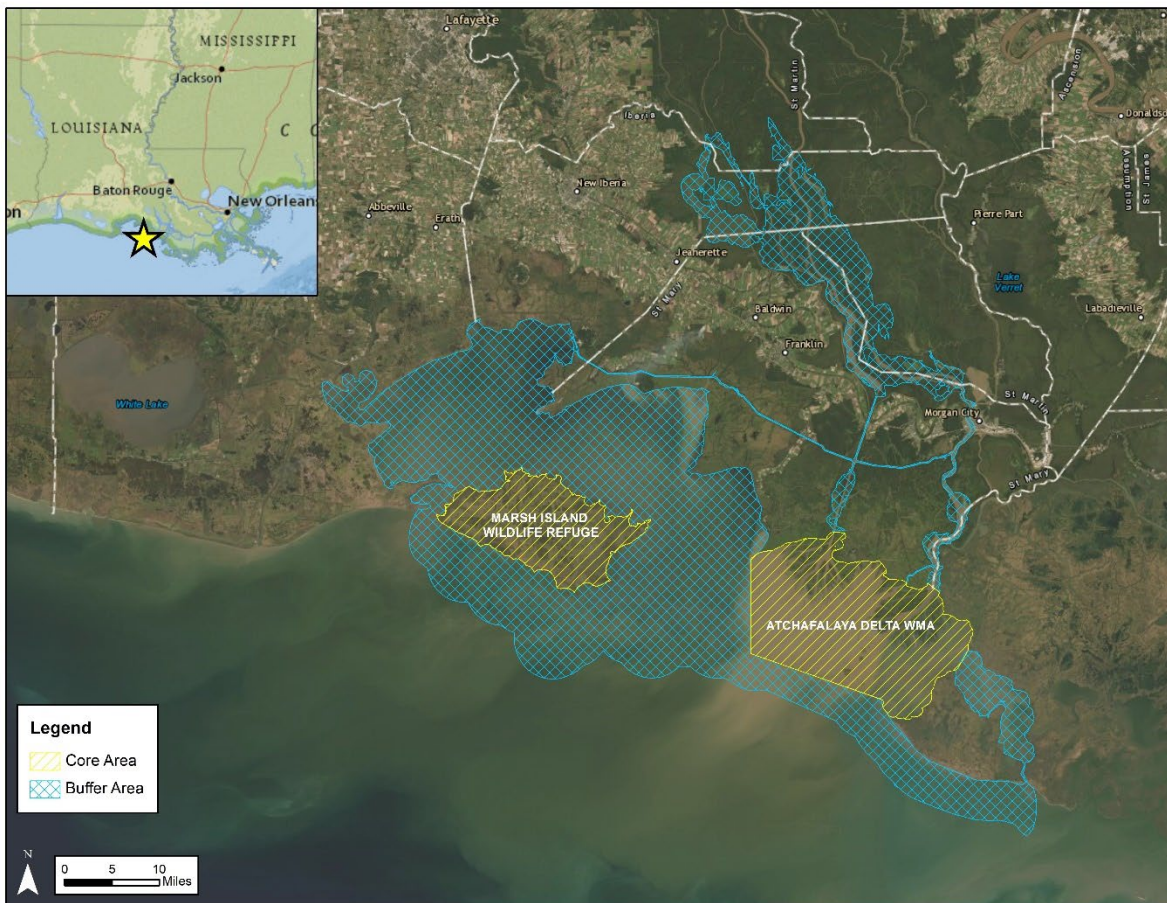 MISSISSIPPI
Jackson
LOUISIANA
C
C
Baton Rouge
New Orleans
on
Lafayette
St Martin
Ascension
Donaldso
Iberia
New Iberia
Assumption
St James
Abbeville
Erath
Pierre Part
Jeanerette
Lake
Verret
St Mary
Baldwin
Labadieville
Franklin
White Lake
St Martin
Morgan City
St Mary
MARSH ISLAND
WILDLIFE REFUGE
ATCHAFALAYA DELTA WMA
Legend
Core Area
Buffer Area
N
0 5 10
Miles